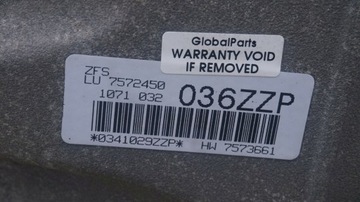 GlobalParts
WARRANTY VOID
IF REMOVED
ZFS
LU 7572450
1071 032
036ZZP
*0341029ZZP*
HW 7573661